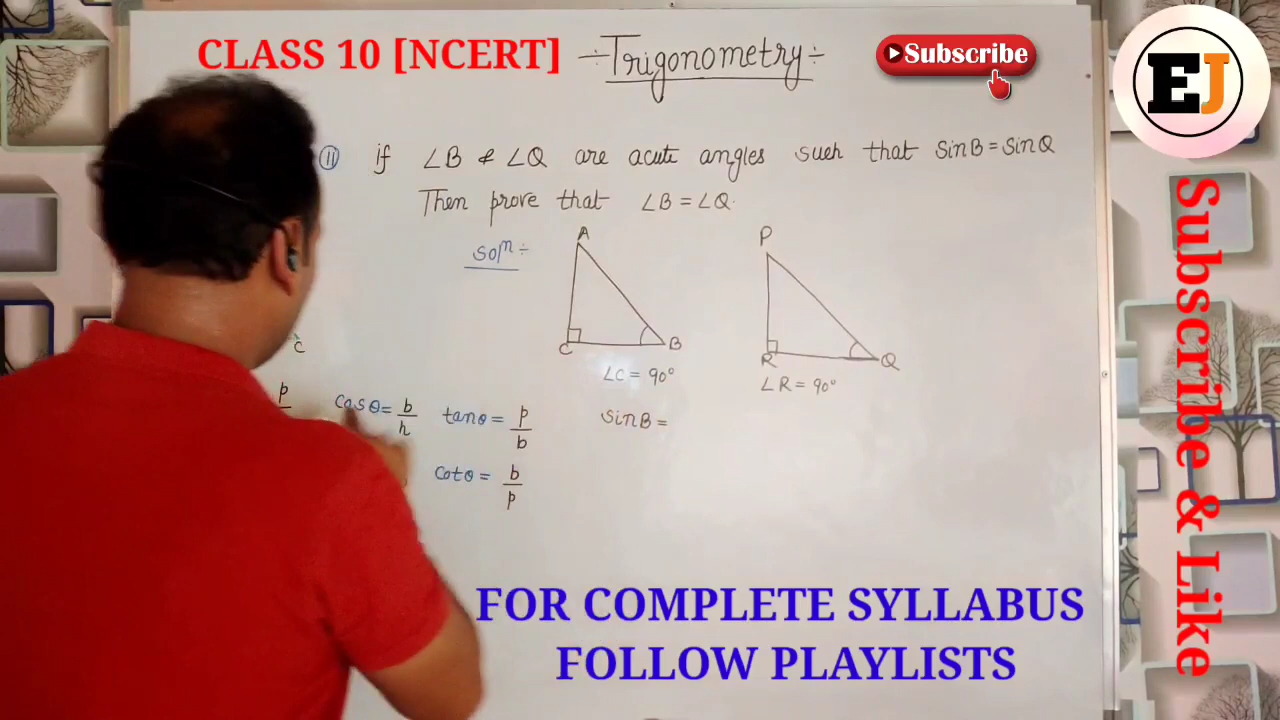 CLASS 10 [NCERT]
÷Trigonometry÷
Subscribe
EJ
(11) if ∠B & ∠Q are acute angles such that SinB = SinQ
Then prove that ∠B = ∠Q.
Solⁿ ÷
A
C
B
P
R
Q
∠C = 90°
∠R = 90°
c
p
cosθ = b/h
tanθ = p/b
SinB =
cotθ = b/p
FOR COMPLETE SYLLABUS
FOLLOW PLAYLISTS
Subscribe & Like